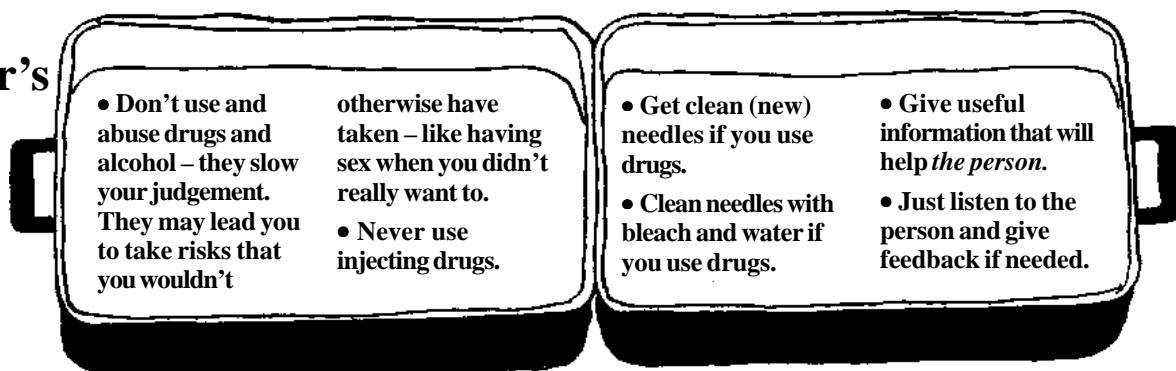 r’s
• Don’t use and
abuse drugs and
alcohol – they slow
your judgement.
They may lead you
to take risks that
you wouldn’t
otherwise have
taken – like having
sex when you didn’t
really want to.
• Never use
injecting drugs.
• Get clean (new)
needles if you use
drugs.
• Clean needles with
bleach and water if
you use drugs.
• Give useful
information that will
help the person.
• Just listen to the
person and give
feedback if needed.